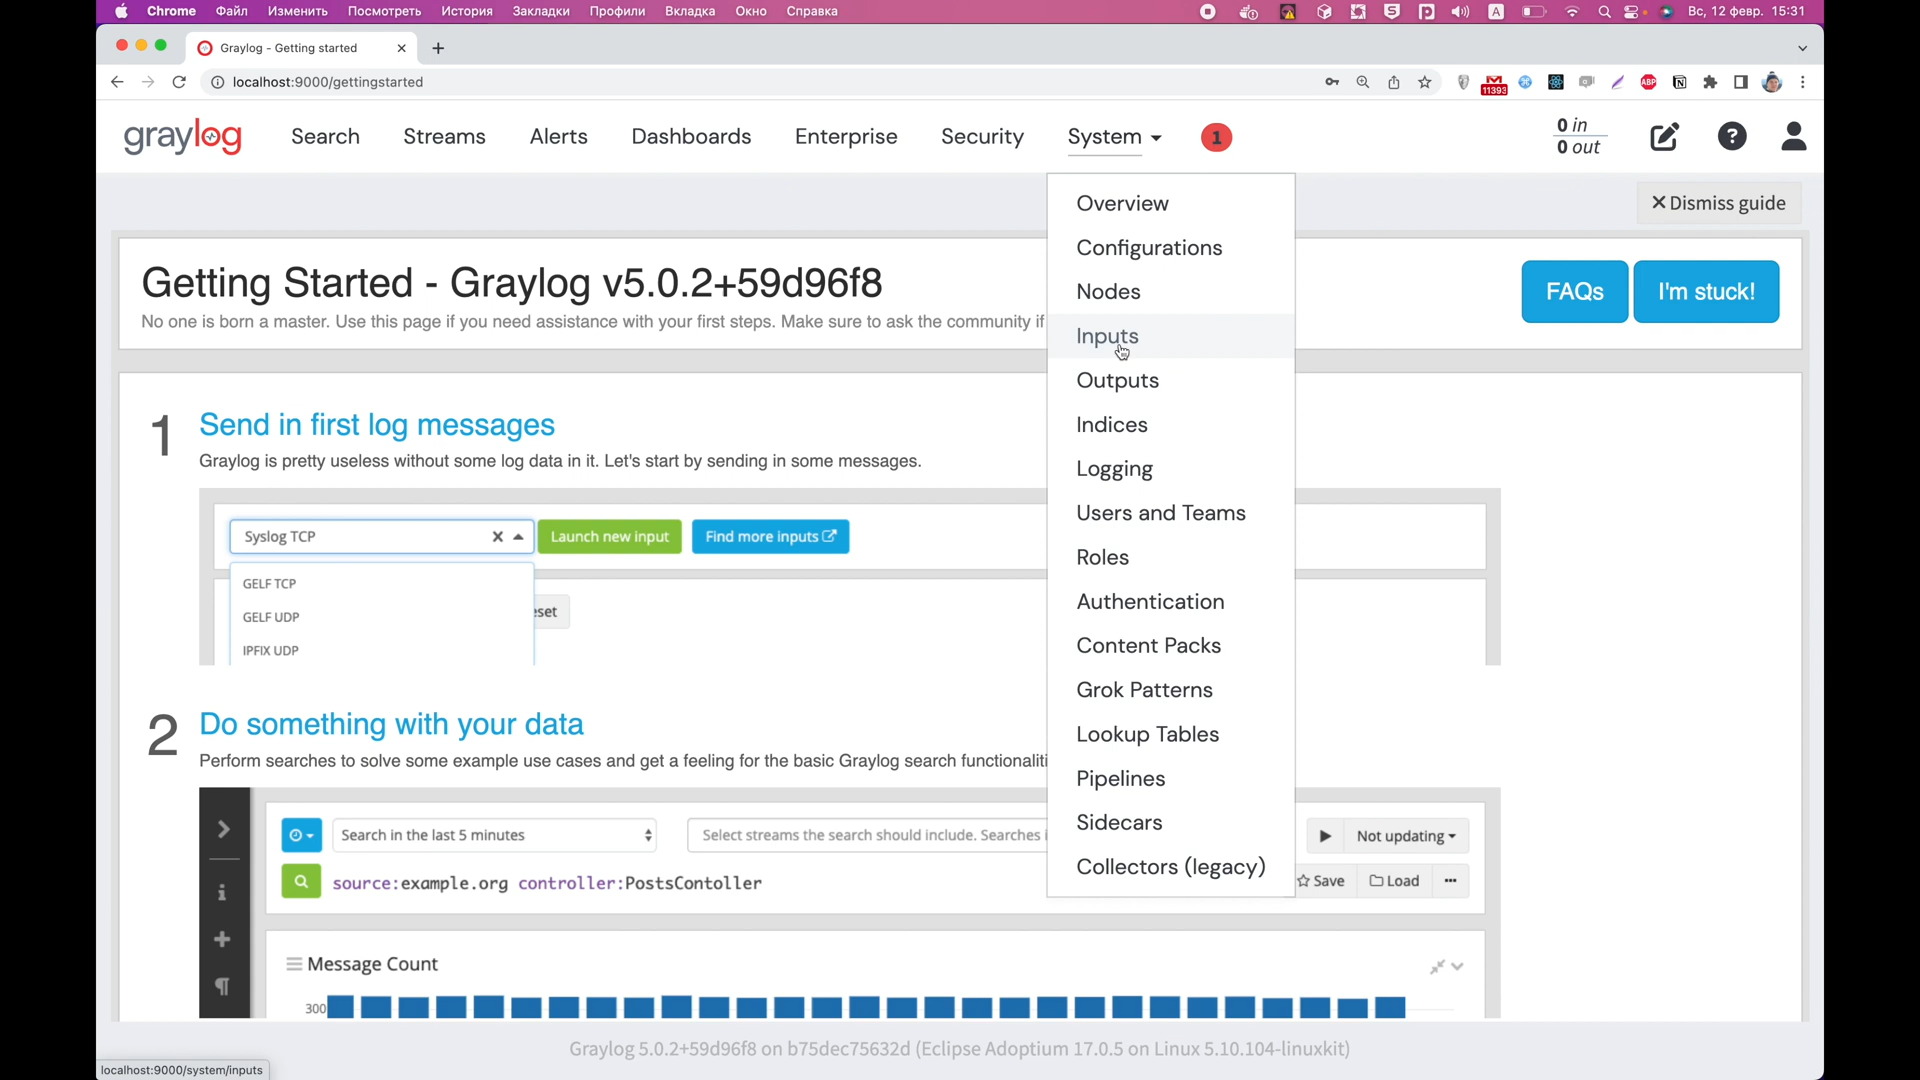 Chrome Файл Изменить Посмотреть История Закладки Профили Вкладка Окно Справка A Вс, 12 февр. 15:31
Graylog - Getting started
localhost:9000/gettingstarted
11393 ABP
graylog Search Streams Alerts Dashboards Enterprise Security System 1 0 in
0 out
Dismiss guide
Overview
Configurations
Nodes
Inputs
Outputs
Indices
Logging
Users and Teams
Roles
Authentication
Content Packs
Grok Patterns
Lookup Tables
Pipelines
Sidecars
Collectors (legacy)
Getting Started - Graylog v5.0.2+59d96f8
No one is born a master. Use this page if you need assistance with your first steps. Make sure to ask the community if
FAQs I'm stuck!
1 Send in first log messages
Graylog is pretty useless without some log data in it. Let's start by sending in some messages.
Syslog TCP Launch new input Find more inputs
GELF TCP
GELF UDP
IPFIX UDP
eset
2 Do something with your data
Perform searches to solve some example use cases and get a feeling for the basic Graylog search functionaliti
Search in the last 5 minutes Select streams the search should include. Searches i Not updating
source:example.org controller:PostsContoller Save Load
Message Count
300
Graylog 5.0.2+59d96f8 on b75dec75632d (Eclipse Adoptium 17.0.5 on Linux 5.10.104-linuxkit)
localhost:9000/system/inputs